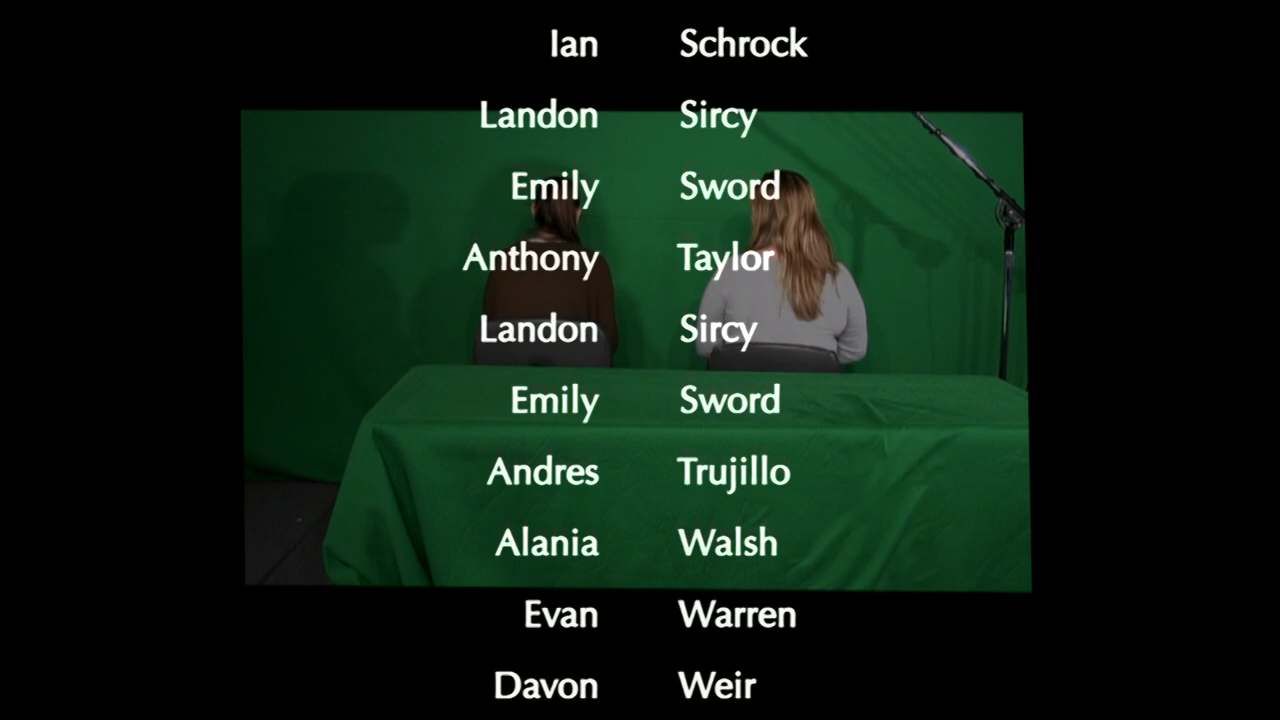 Ian Schrock
Landon Sircy
Emily Sword
Anthony Taylor
Landon Sircy
Emily Sword
Andres Trujillo
Alania Walsh
Evan Warren
Davon Weir